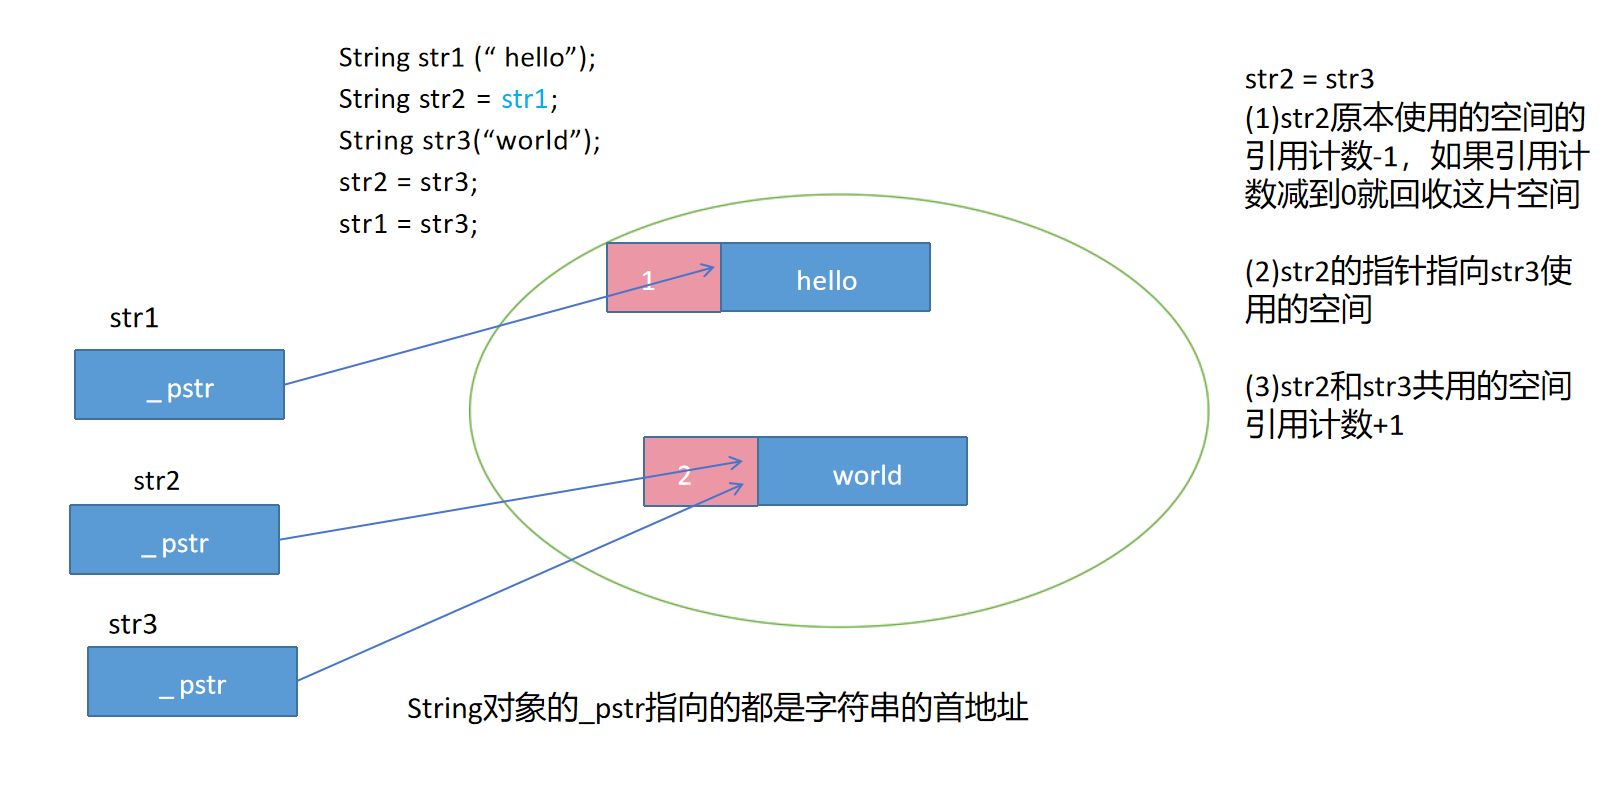 String str1 (“ hello”);
String str2 = str1;
String str3(“world”);
str2 = str3;
str1 = str3;
str2 = str3
(1)str2原本使用的空间的
引用计数-1，如果引用计
数减到0就回收这片空间
(2)str2的指针指向str3使
用的空间
(3)str2和str3共用的空间
引用计数+1
1
hello
str1
_pstr
2
world
str2
_pstr
str3
_pstr
String对象的_pstr指向的都是字符串的首地址